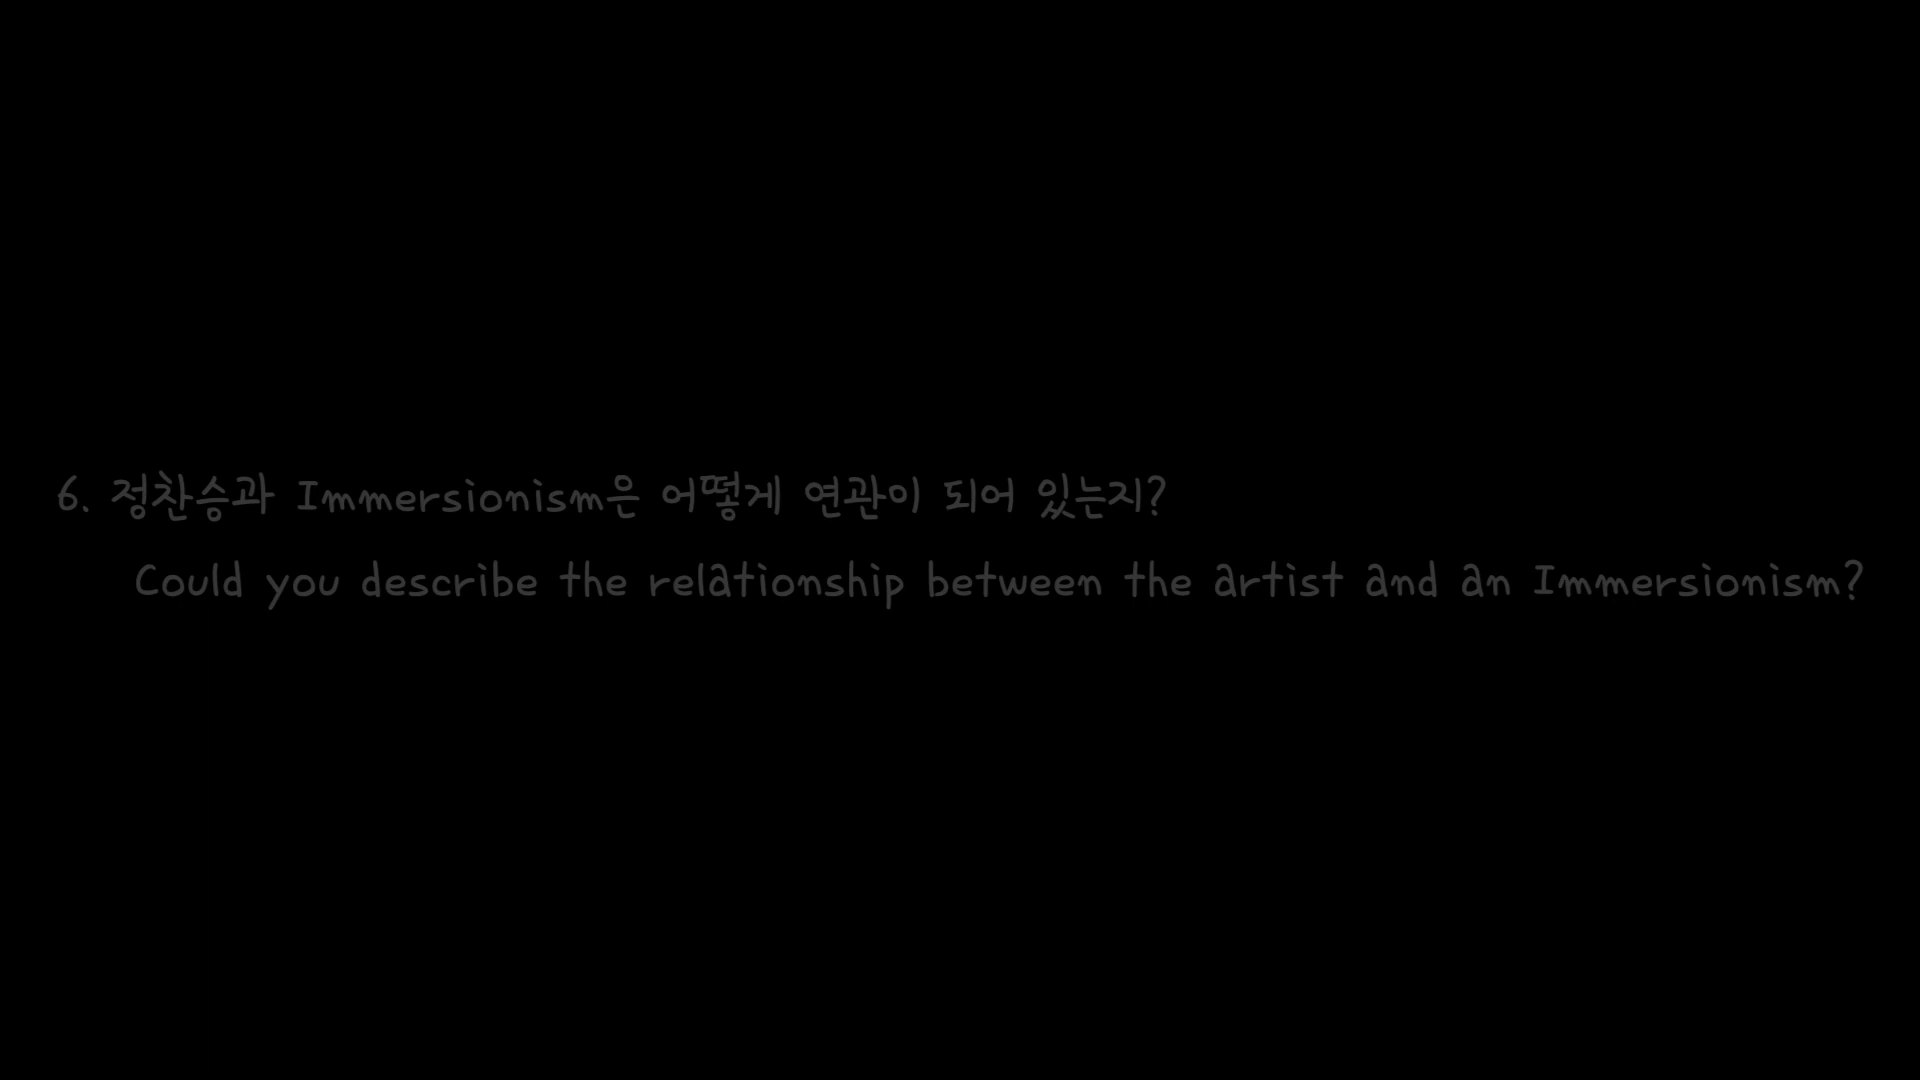 6. 정찬승과 Immersionism은 어떻게 연관이 되어 있는지?
Could you describe the relationship between the artist and an Immersionism?